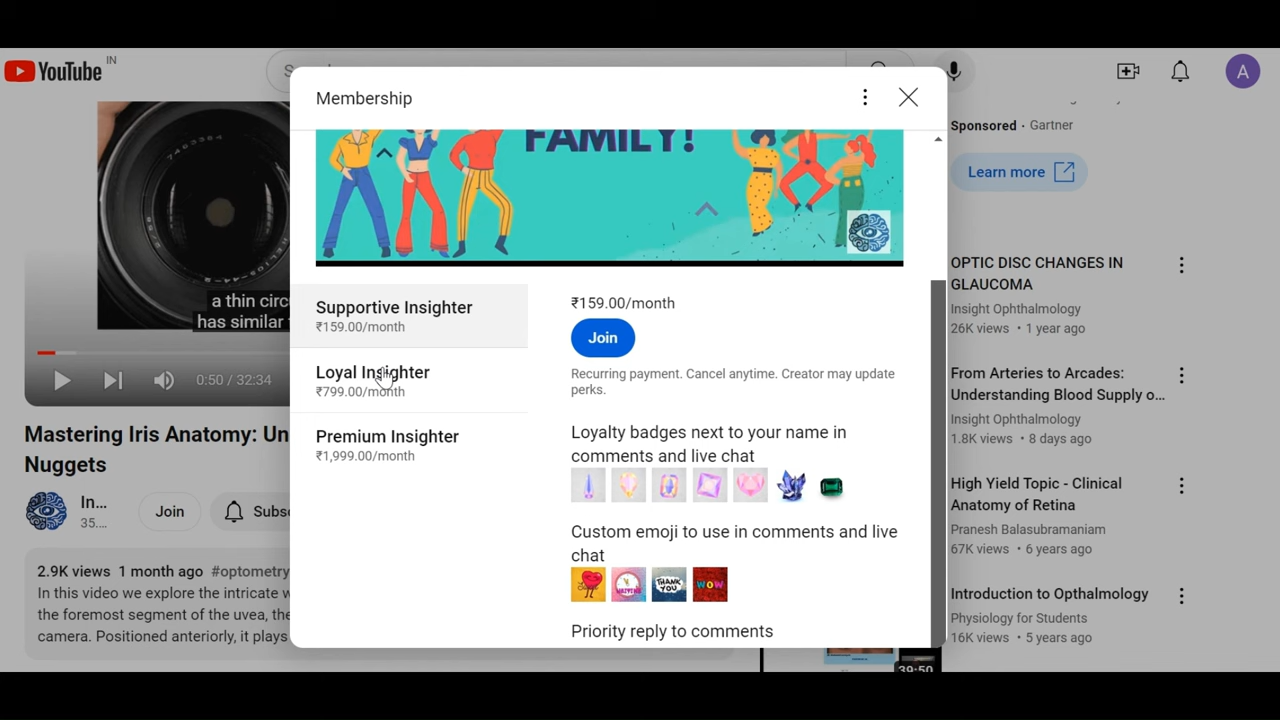 YouTube IN
S
Membership
FAMILY!
Supportive Insighter
₹159.00/month
Loyal Insighter
₹799.00/month
Premium Insighter
₹1,999.00/month
₹159.00/month
Join
Recurring payment. Cancel anytime. Creator may update
perks.
Loyalty badges next to your name in
comments and live chat
Custom emoji to use in comments and live
chat
THANK
YOU
WOW
Priority reply to comments
a thin circ
has similar
0:50 / 32:34
Mastering Iris Anatomy: Un
Nuggets
In...
35....
Join
Subsc
2.9K views 1 month ago #optometry
In this video we explore the intricate w
the foremost segment of the uvea, the
camera. Positioned anteriorly, it plays
A
Sponsored · Gartner
Learn more
OPTIC DISC CHANGES IN
GLAUCOMA
Insight Ophthalmology
26K views • 1 year ago
From Arteries to Arcades:
Understanding Blood Supply o...
Insight Ophthalmology
1.8K views • 8 days ago
High Yield Topic - Clinical
Anatomy of Retina
Pranesh Balasubramaniam
67K views • 6 years ago
Introduction to Opthalmology
Physiology for Students
16K views • 5 years ago
39:50